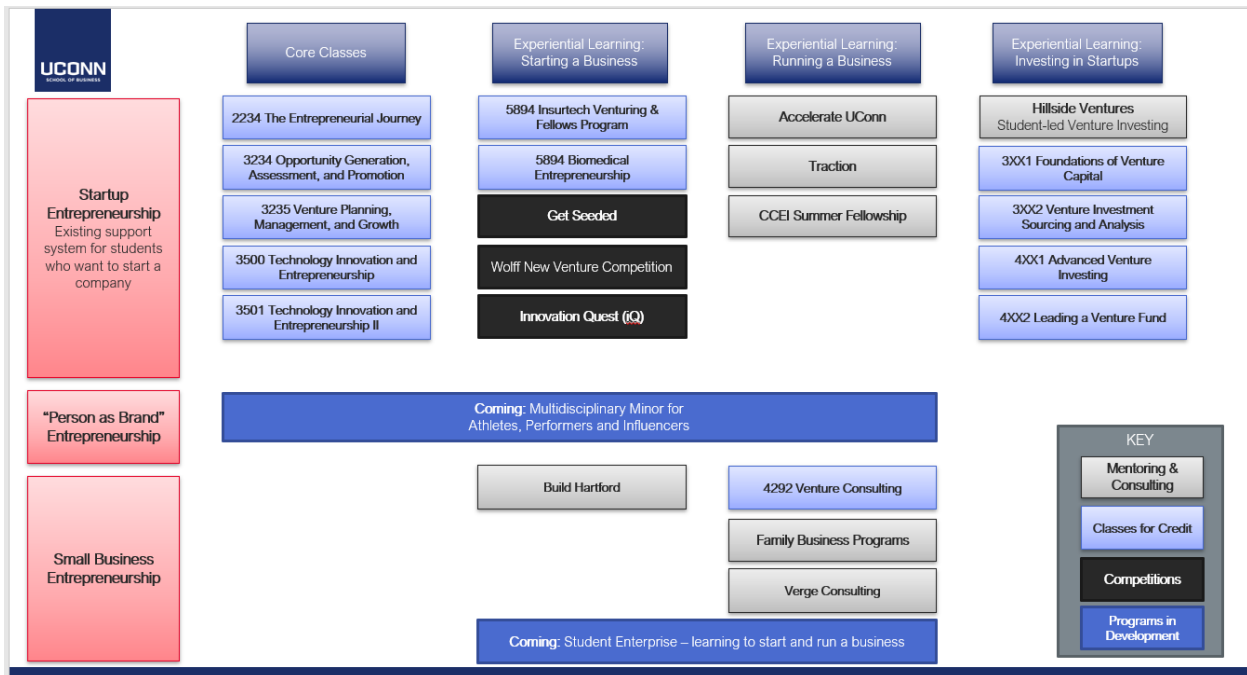 UCONN
SCHOOL OF BUSINESS
Core Classes
Experiential Learning:
Starting a Business
Experiential Learning:
Running a Business
Experiential Learning:
Investing in Startups
Startup
Entrepreneurship
Existing support
system for students
who want to start a
company
2234 The Entrepreneurial Journey
3234 Opportunity Generation,
Assessment, and Promotion
3235 Venture Planning,
Management, and Growth
3500 Technology Innovation and
Entrepreneurship
3501 Technology Innovation and
Entrepreneurship II
5894 Insurtech Venturing &
Fellows Program
5894 Biomedical
Entrepreneurship
Get Seeded
Wolff New Venture Competition
Innovation Quest (iQ)
Accelerate UConn
Traction
CCEI Summer Fellowship
Hillside Ventures
Student-led Venture Investing
3XX1 Foundations of Venture
Capital
3XX2 Venture Investment
Sourcing and Analysis
4XX1 Advanced Venture
Investing
4XX2 Leading a Venture Fund
“Person as Brand”
Entrepreneurship
Coming: Multidisciplinary Minor for
Athletes, Performers and Influencers
Small Business
Entrepreneurship
Build Hartford
4292 Venture Consulting
Family Business Programs
Verge Consulting
Coming: Student Enterprise – learning to start and run a business
KEY
Mentoring &
Consulting
Classes for Credit
Competitions
Programs in
Development